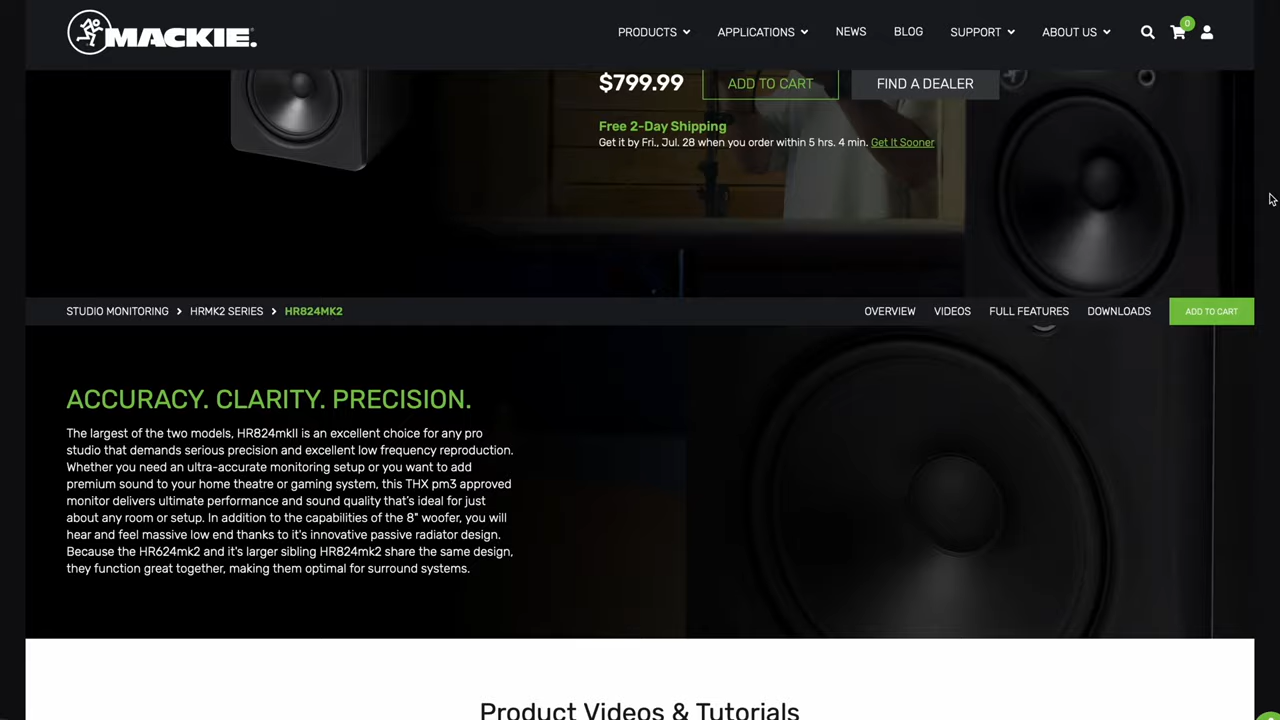 MACKIE.
PRODUCTS
APPLICATIONS
NEWS
BLOG
SUPPORT
ABOUT US
0
$799.99
ADD TO CART
FIND A DEALER
Free 2-Day Shipping
Get it by Fri., Jul. 28 when you order within 5 hrs. 4 min. Get It Sooner
STUDIO MONITORING > HRMK2 SERIES > HR824MK2
OVERVIEW
VIDEOS
FULL FEATURES
DOWNLOADS
ADD TO CART
ACCURACY. CLARITY. PRECISION.
The largest of the two models, HR824mkII is an excellent choice for any pro
studio that demands serious precision and excellent low frequency reproduction.
Whether you need an ultra-accurate monitoring setup or you want to add
premium sound to your home theatre or gaming system, this THX pm3 approved
monitor delivers ultimate performance and sound quality that's ideal for just
about any room or setup. In addition to the capabilities of the 8" woofer, you will
hear and feel massive low end thanks to it's innovative passive radiator design.
Because the HR624mk2 and it's larger sibling HR824mk2 share the same design,
they function great together, making them optimal for surround systems.
Product Videos & Tutorials